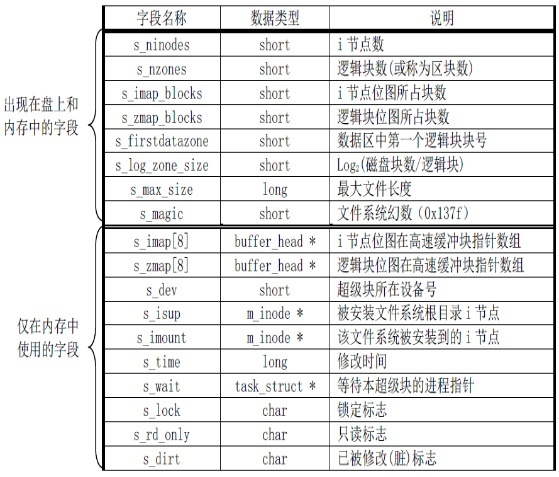 字段名称 数据类型 说明
出现在盘上和
内存中的字段
s_ninodes short i 节点数
s_nzones short 逻辑块数(或称为区块数)
s_imap_blocks short i 节点位图所占块数
s_zmap_blocks short 逻辑块位图所占块数
s_firstdatazone short 数据区中第一个逻辑块块号
s_log_zone_size short Log₂(磁盘块数/逻辑块)
s_max_size long 最大文件长度
s_magic short 文件系统幻数 (0x137f)
仅在内存中
使用的字段
s_imap[8] buffer_head * i 节点位图在高速缓冲块指针数组
s_zmap[8] buffer_head * 逻辑块位图在高速缓冲块指针数组
s_dev short 超级块所在设备号
s_isup m_inode * 被安装文件系统根目录 i 节点
s_imount m_inode * 该文件系统被安装到的 i 节点
s_time long 修改时间
s_wait task_struct * 等待本超级块的进程指针
s_lock char 锁定标志
s_rd_only char 只读标志
s_dirt char 已被修改(脏)标志